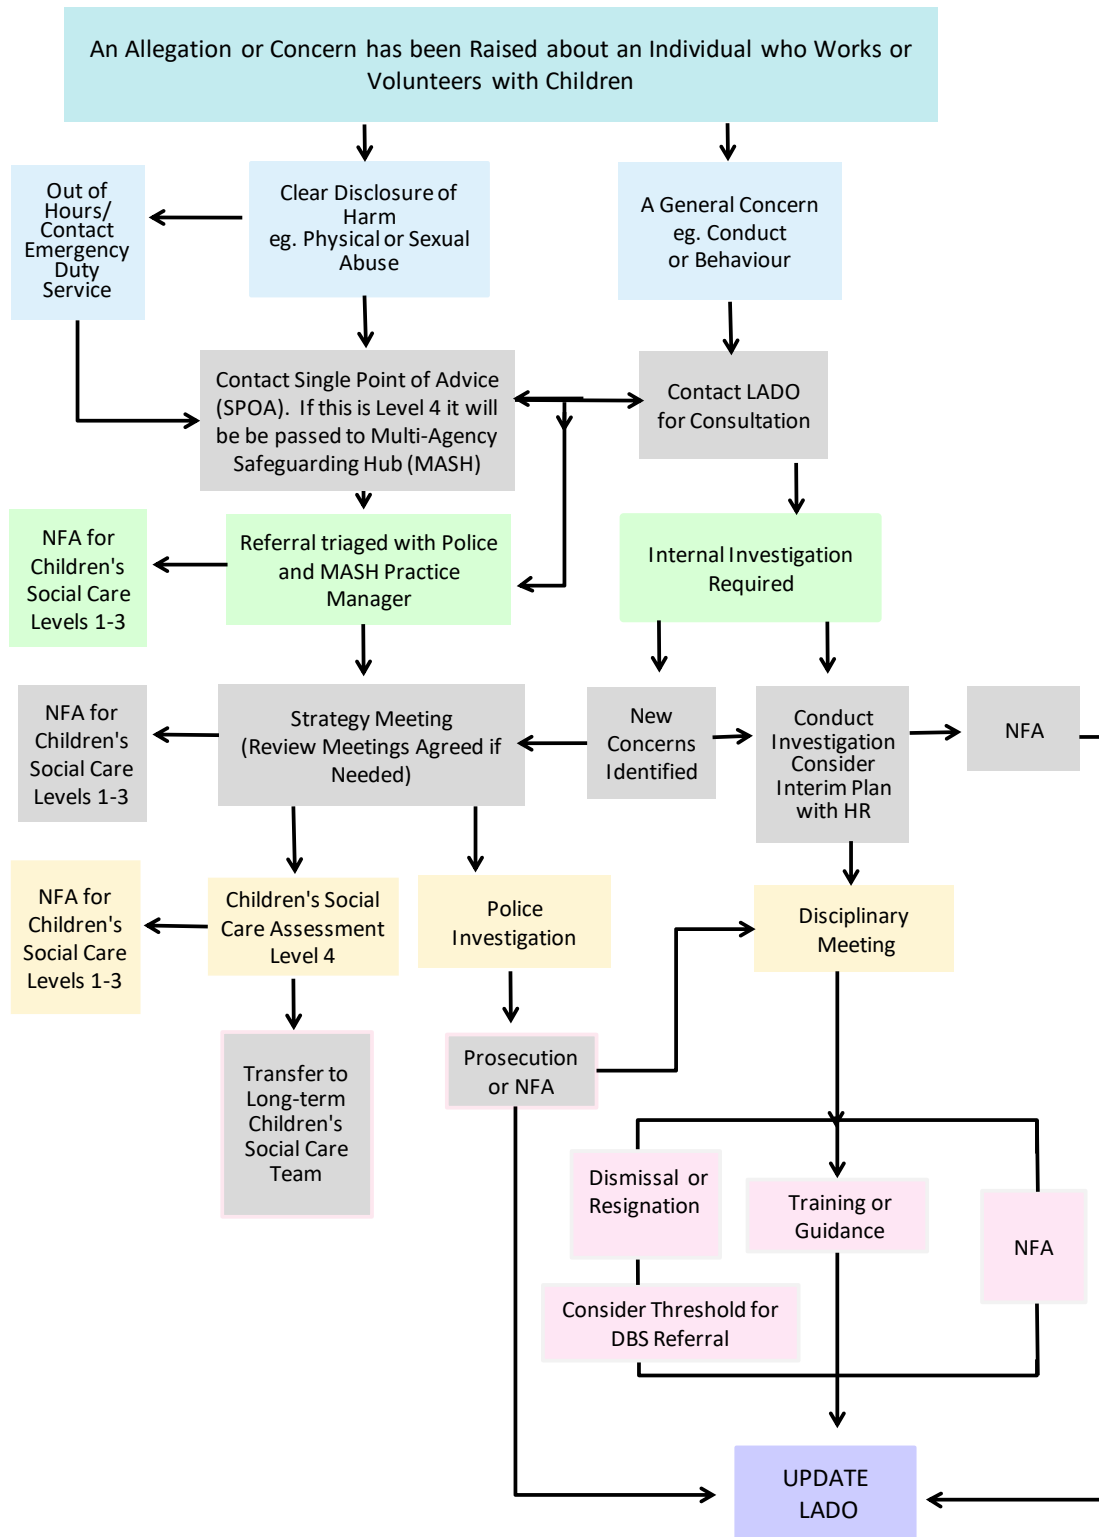 An Allegation or Concern has been Raised about an Individual who Works or
Volunteers with Children
Out of
Hours/
Contact
Emergency
Duty
Service
Clear Disclosure of
Harm
eg. Physical or Sexual
Abuse
A General Concern
eg. Conduct
or Behaviour
Contact Single Point of Advice
(SPOA). If this is Level 4 it will
be be passed to Multi-Agency
Safeguarding Hub (MASH)
Contact LADO
for Consultation
NFA for
Children's
Social Care
Levels 1-3
Referral triaged with Police
and MASH Practice
Manager
Internal Investigation
Required
NFA for
Children's
Social Care
Levels 1-3
Strategy Meeting
(Review Meetings Agreed if
Needed)
New
Concerns
Identified
Conduct
Investigation
Consider
Interim Plan
with HR
NFA
NFA for
Children's
Social Care
Levels 1-3
Children's Social
Care Assessment
Level 4
Police
Investigation
Disciplinary
Meeting
Transfer to
Long-term
Children's
Social Care
Team
Prosecution
or NFA
Dismissal or
Resignation
Training or
Guidance
NFA
Consider Threshold for
DBS Referral
UPDATE
LADO